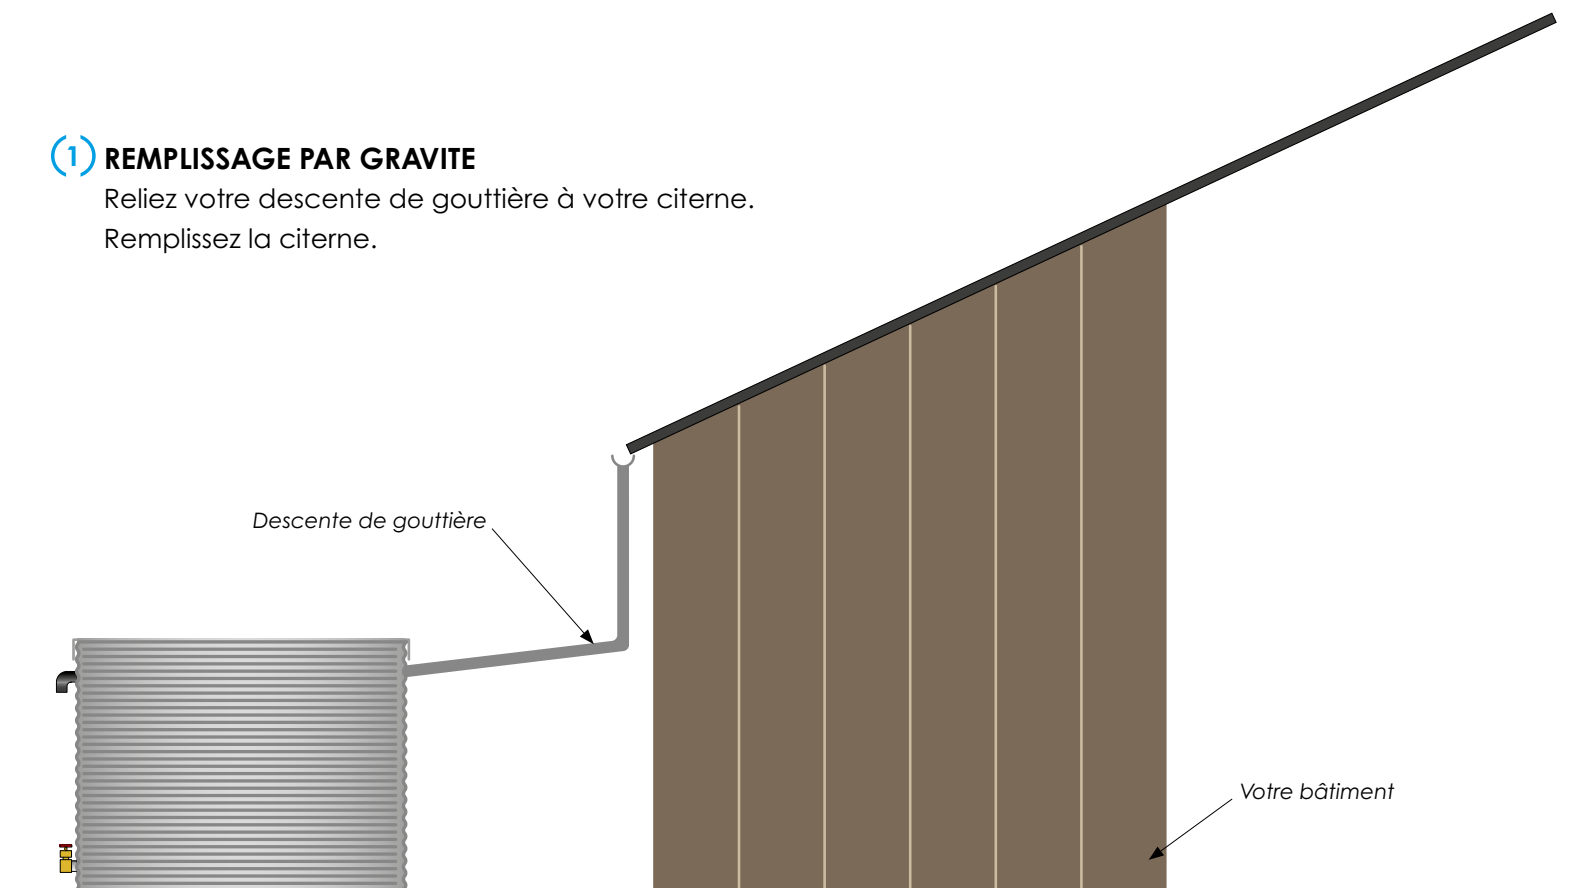 (1) REMPLISSAGE PAR GRAVITE
Reliez votre descente de gouttière à votre citerne.
Remplissez la citerne.
Descente de gouttière
Votre bâtiment